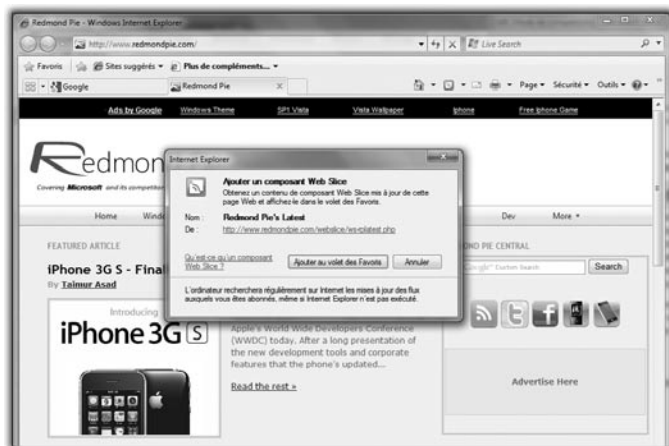 Redmond Pie - Windows Internet Explorer
http://www.redmondpie.com/
Live Search
Favoris
Sites suggérés
Plus de compléments...
Google
Redmond Pie
Page
Sécurité
Outils
Ads by Google
Windows Theme
SP1 Vista
Vista Wallpaper
Iphone
Free Iphone Game
Redmon
Covering Microsoft and its competitor
Internet Explorer
Ajouter un composant Web Slice
Obtenez un contenu de composant Web Slice mis à jour de cette
page Web et affichez-le dans le volet des Favoris.
Nom : Redmond Pie's Latest
De : http://www.redmondpie.com/webslice/ws-rplatest.php
Qu'est-ce qu'un composant
Web Slice ?
Ajouter au volet des Favoris
Annuler
L'ordinateur recherchera régulièrement sur Internet les mises à jour des flux
auxquels vous êtes abonnés, même si Internet Explorer n'est pas exécuté.
Home
Dev
More
FEATURED ARTICLE
OND PIE CENTRAL
iPhone 3G S - Final
By Taimur Asad
Google™ Custom Search
Search
Introducing
iPhone 3G S
Apple's World Wide Developers Conference
(WWDC) today. After a long presentation of
the new development tools and corporate
features that the phone's updated...
Read the rest »
Advertise Here